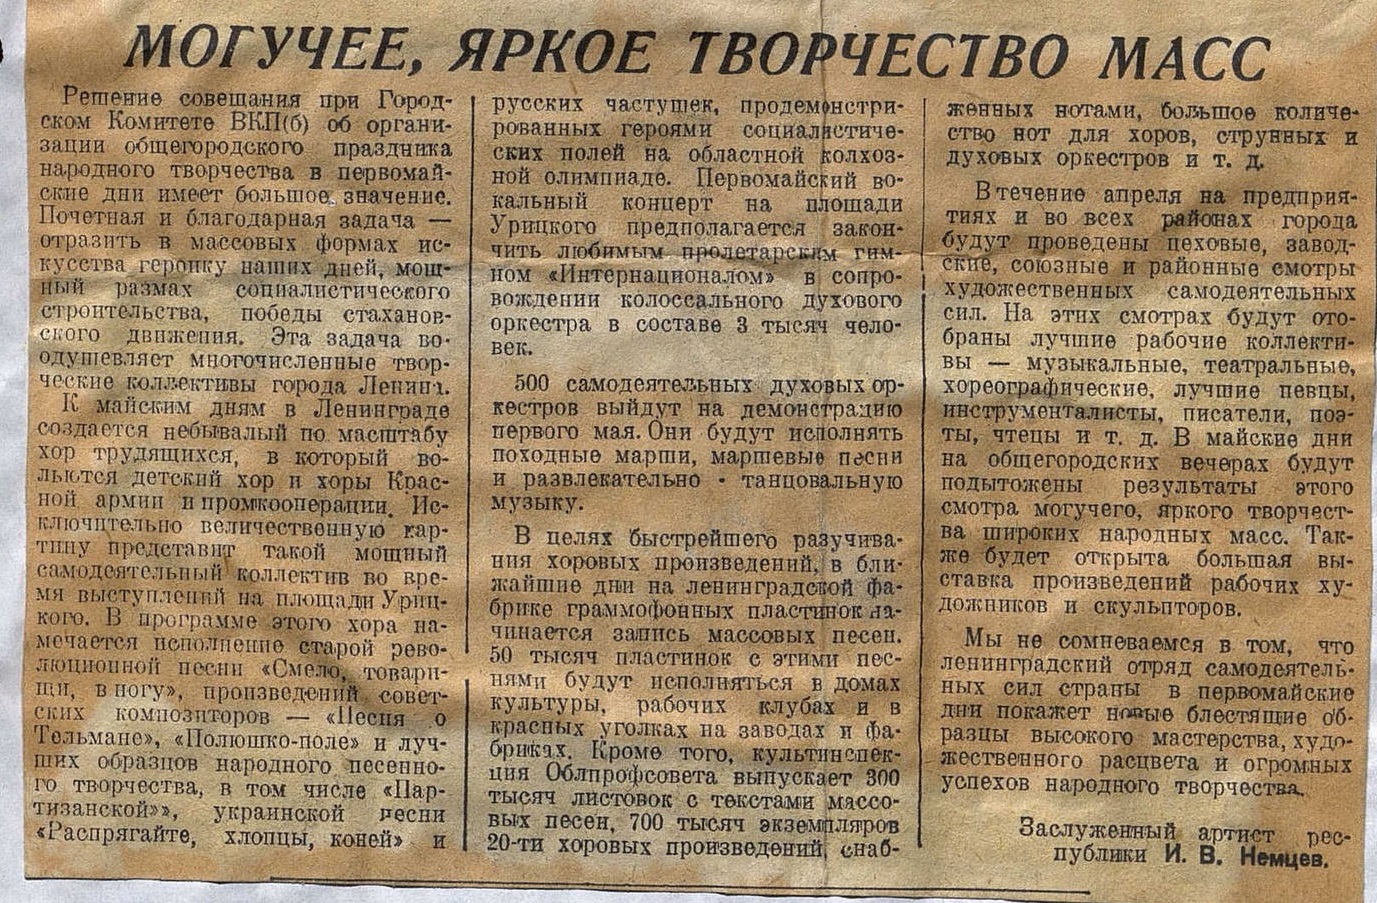 МОГУЧЕЕ, ЯРКОЕ ТВОРЧЕСТВО МАСС
Решение совещания при Город-
ском Комитете ВКП(б) об органи-
зации общегородского праздника
народного творчества в первомай-
ские дни имеет большое значение.
Почетная и благодарная задача —
отразить в массовых формах ис-
кусства героику наших дней, мощ-
ный размах социалистического
строительства, победы стаханов-
ского движения. Эта задача во-
одушевляет многочисленные твор-
ческие коллективы города Ленина.
К майским дням в Ленинграде
создается небывалый по масштабу
хор трудящихся, в который во-
льются детский хор и хоры Крас-
ной армии и промкооперации. Ис-
ключительно величественную кар-
тину представит такой мощный
самодеятельный коллектив во вре-
мя выступлений на площади Уриц-
кого. В программе этого хора на-
мечается исполнение старой рево-
люционной песни «Смело, товари-
щи, в ногу», произведений совет-
ских композиторов — «Песня о
Тельмане», «Полюшко-поле» и луч-
ших образцов народного песенно-
го творчества, в том числе «Пар-
тизанской»», украинской песни
«Распрягайте, хлопцы, коней» и
русских частушек, продемонстри-
рованных героями социалистиче-
ских полей на областной колхоз-
ной олимпиаде. Первомайский во-
кальный концерт на площади
Урицкого предполагается закон-
чить любимым пролетарским гим-
ном «Интернационалом» в сопро-
вождении колоссального духового
оркестра в составе 3 тысяч чело-
век.
500 самодеятельных духовых ор-
кестров выйдут на демонстрацию
первого мая. Они будут исполнять
походные марши, маршевые песни
и развлекательно - танцовальную
музыку.
В целях быстрейшего разучива-
ния хоровых произведений, в бли-
жайшие дни на ленинградской фа-
брике граммофонных пластинок на-
чинается запись массовых песен.
50 тысяч пластинок с этими пес-
нями будут исполняться в домах
культуры, рабочих клубах и в
красных уголках на заводах и фа-
бриках. Кроме того, культинспек-
ция Облпрофсовета выпускает 300
тысяч листовок с текстами массо-
вых песен, 700 тысяч экземпляров
20-ти хоровых произведений, снаб-
женных нотами, большое количе-
ство нот для хоров, струнных и
духовых оркестров и т. д.
В течение апреля на предприя-
тиях и во всех районах города
будут проведены цеховые, завод-
ские, союзные и районные смотры
художественных самодеятельных
сил. На этих смотрах будут ото-
браны лучшие рабочие коллекти-
вы — музыкальные, театральные,
хореографические, лучшие певцы,
инструменталисты, писатели, поэ-
ты, чтецы и т. д. В майские дни
на общегородских вечерах будут
подытожены результаты этого
смотра могучего, яркого творчест-
ва широких народных масс. Так-
же будет открыта большая вы-
ставка произведений рабочих ху-
дожников и скульпторов.
Мы не сомневаемся в том, что
ленинградский отряд самодеятель-
ных сил страны в первомайские
дни покажет новые блестящие об-
разцы высокого мастерства, худо-
жественного расцвета и огромных
успехов народного творчества.
Заслуженный артист рес-
публики И. В. Немцев.